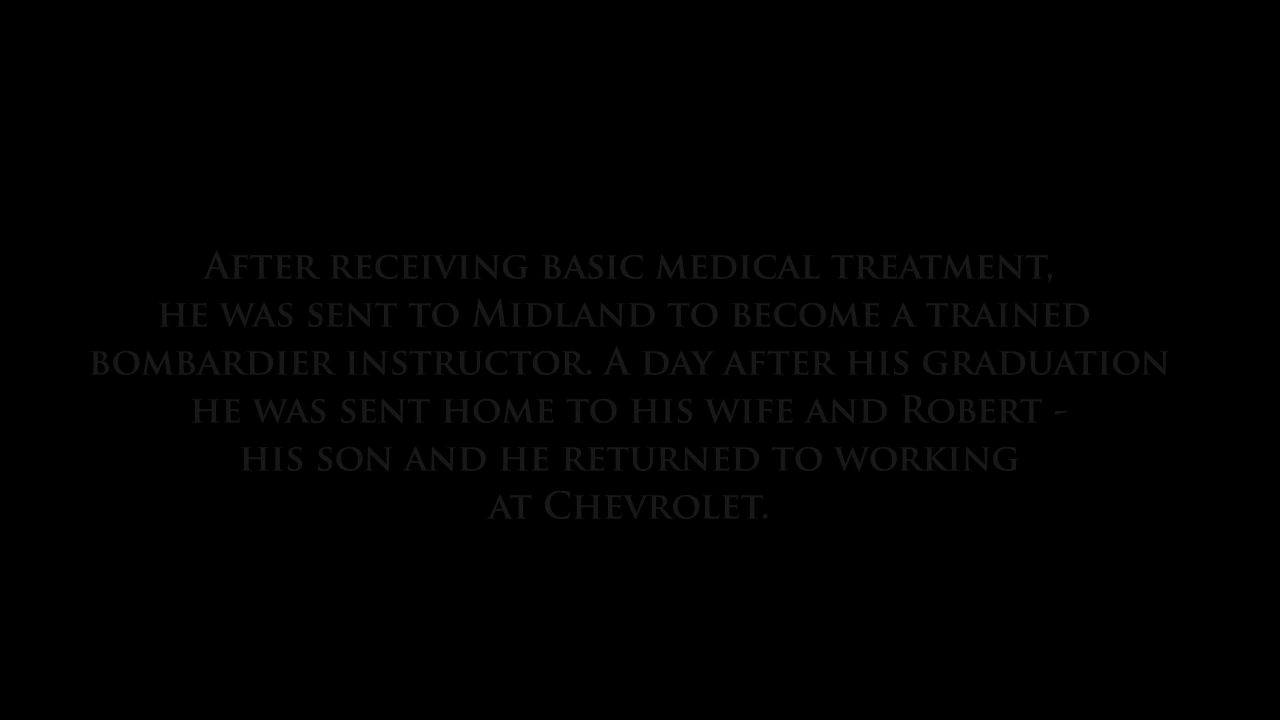 After receiving basic medical treatment,
he was sent to Midland to become a trained
bombardier instructor. A day after his graduation
he was sent home to his wife and Robert -
his son and he returned to working
at Chevrolet.